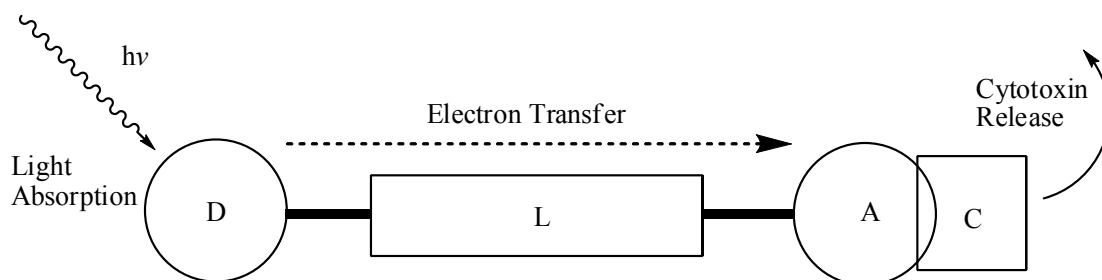 hν
Light
Absorption
Electron Transfer
Cytotoxin
Release
D
L
A
C